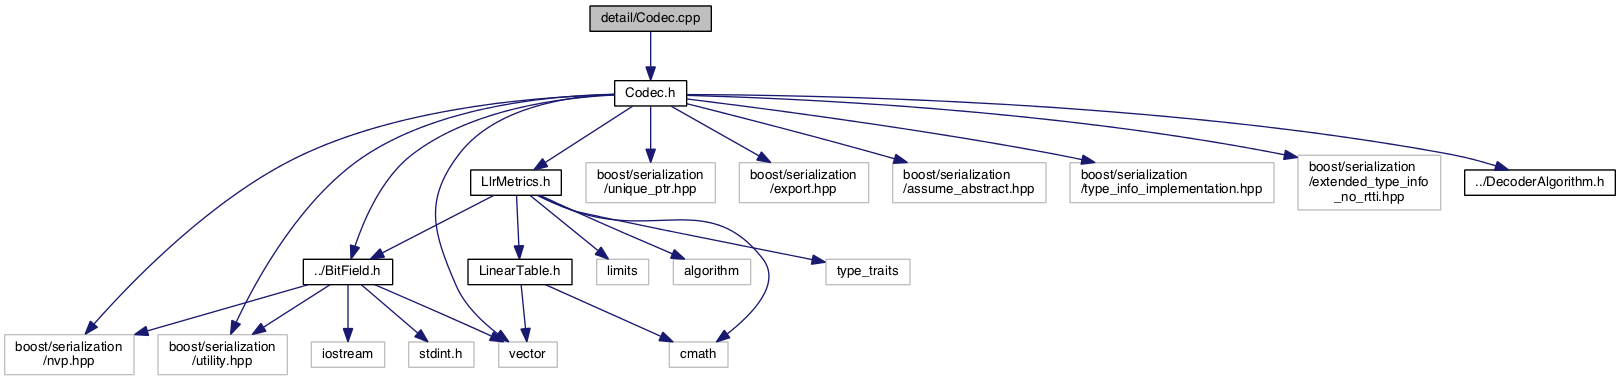 detail/Codec.cpp
Codec.h
LlrMetrics.h
boost/serialization
/unique_ptr.hpp
boost/serialization
/export.hpp
boost/serialization
/assume_abstract.hpp
boost/serialization
/type_info_implementation.hpp
boost/serialization
/extended_type_info
_no_rtti.hpp
../DecoderAlgorithm.h
../BitField.h
LinearTable.h
limits
algorithm
type_traits
boost/serialization
/nvp.hpp
boost/serialization
/utility.hpp
iostream
stdint.h
vector
cmath